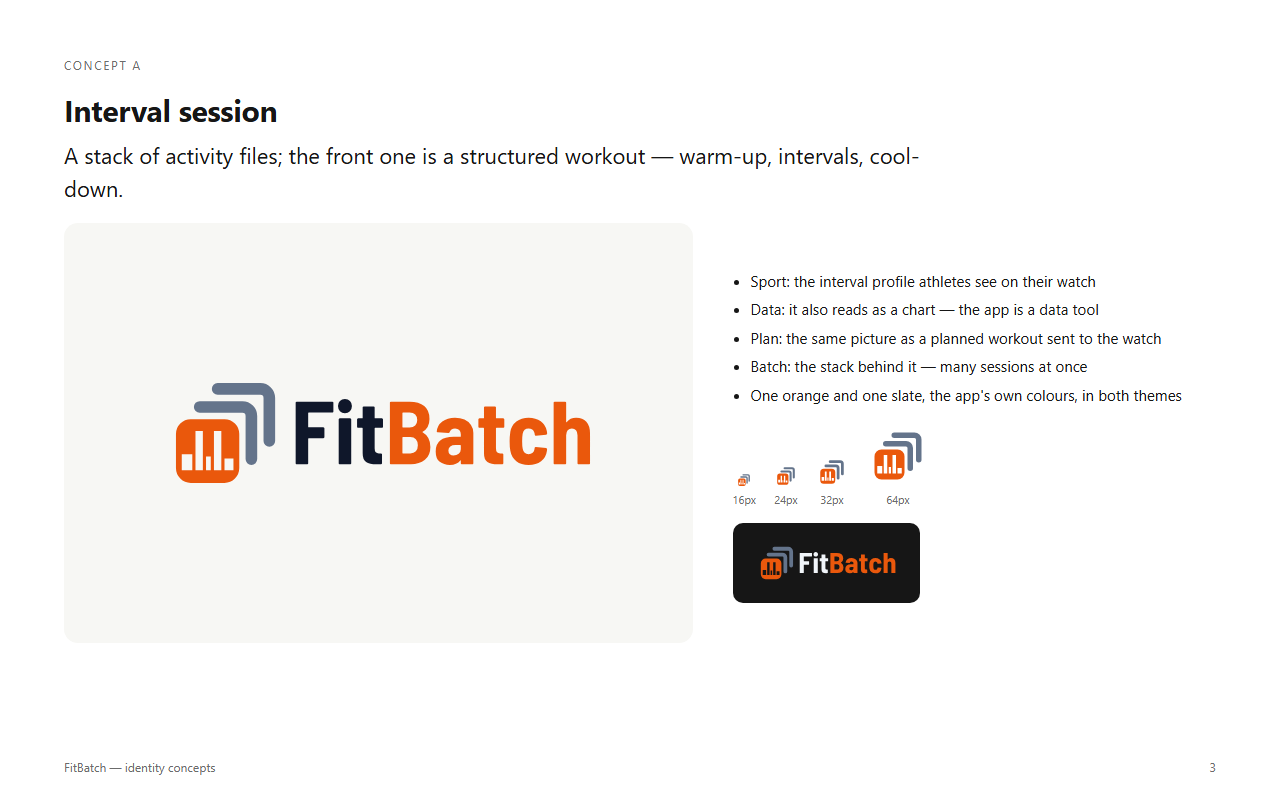 CONCEPT A
Interval session
A stack of activity files; the front one is a structured workout — warm-up, intervals, cool-
down.
FitBatch
• Sport: the interval profile athletes see on their watch
• Data: it also reads as a chart — the app is a data tool
• Plan: the same picture as a planned workout sent to the watch
• Batch: the stack behind it — many sessions at once
• One orange and one slate, the app's own colours, in both themes
16px 24px 32px 64px
FitBatch
FitBatch — identity concepts
3